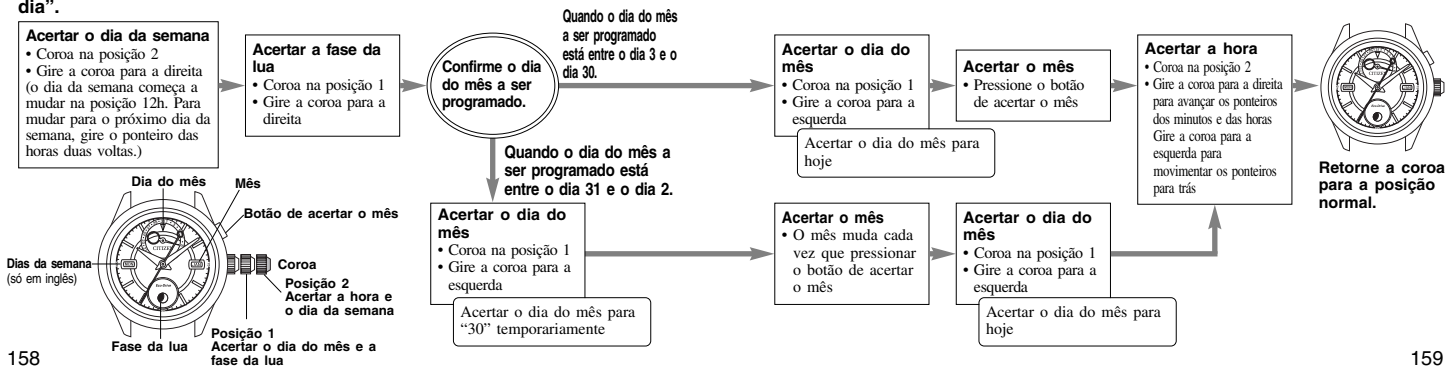 dia".
Acertar o dia da semana
• Coroa na posição 2
• Gire a coroa para a direita
(o dia da semana começa a
mudar na posição 12h. Para
mudar para o próximo dia da
semana, gire o ponteiro das
horas duas voltas.)
Acertar a fase da
lua
• Coroa na posição 1
• Gire a coroa para a
direita
Confirme o dia
do mês a ser
programado.
Quando o dia do mês
a ser programado
está entre o dia 3 e o
dia 30.
Acertar o dia do
mês
• Coroa na posição 1
• Gire a coroa para a
esquerda
Acertar o dia do mês para
hoje
Acertar o mês
• Pressione o botão
de acertar o mês
Quando o dia do mês a
ser programado está
entre o dia 31 e o dia 2.
Acertar o dia do
mês
• Coroa na posição 1
• Gire a coroa para a
esquerda
Acertar o dia do mês para
“30” temporariamente
Acertar o mês
• O mês muda cada
vez que pressionar
o botão de acertar
o mês
Acertar o dia do
mês
• Coroa na posição 1
• Gire a coroa para a
esquerda
Acertar o dia do mês para
hoje
Acertar a hora
• Coroa na posição 2
• Gire a coroa para a direita
para avançar os ponteiros
dos minutos e das horas
Gire a coroa para a
esquerda para
movimentar os ponteiros
para trás
CITIZEN
Eco-Drive
Retorne a coroa
para a posição
normal.
Dia do mês
Mês
Botão de acertar o mês
CITIZEN
Eco-Drive
Dias da semana
(só em inglês)
Coroa
Posição 2
Acertar a hora e
o dia da semana
Posição 1
Acertar o dia do mês e a
fase da lua
Fase da lua
158
159